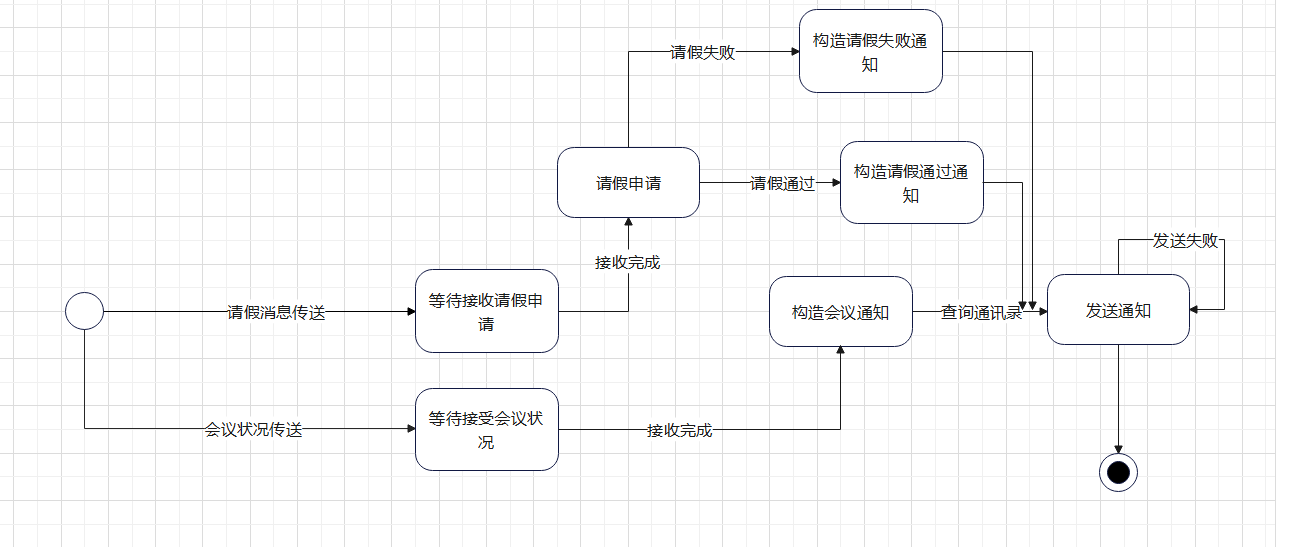 构造请假失败通
知
请假失败
请假申请
请假通过
构造请假通过通
知
接收完成
发送失败
请假消息传送
等待接收请假申
请
构造会议通知
查询通讯录
发送通知
会议状况传送
等待接受会议状
况
接收完成